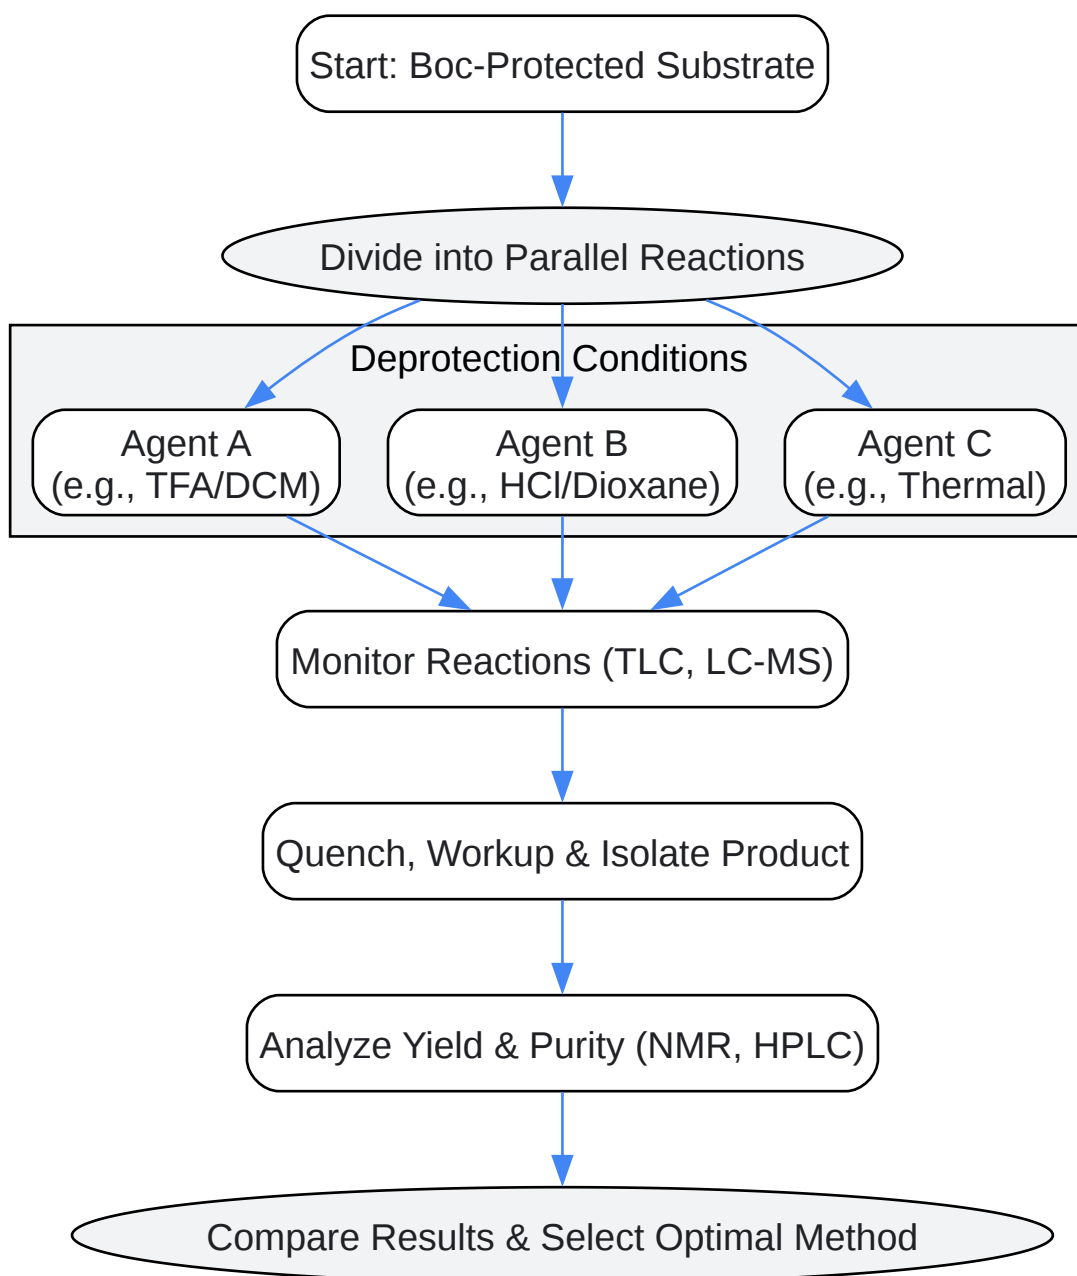 Start: Boc-Protected Substrate
Divide into Parallel Reactions
Deprotection Conditions
Agent A
(e.g., TFA/DCM)
Agent B
(e.g., HCl/Dioxane)
Agent C
(e.g., Thermal)
Monitor Reactions (TLC, LC-MS)
Quench, Workup & Isolate Product
Analyze Yield & Purity (NMR, HPLC)
Compare Results & Select Optimal Method